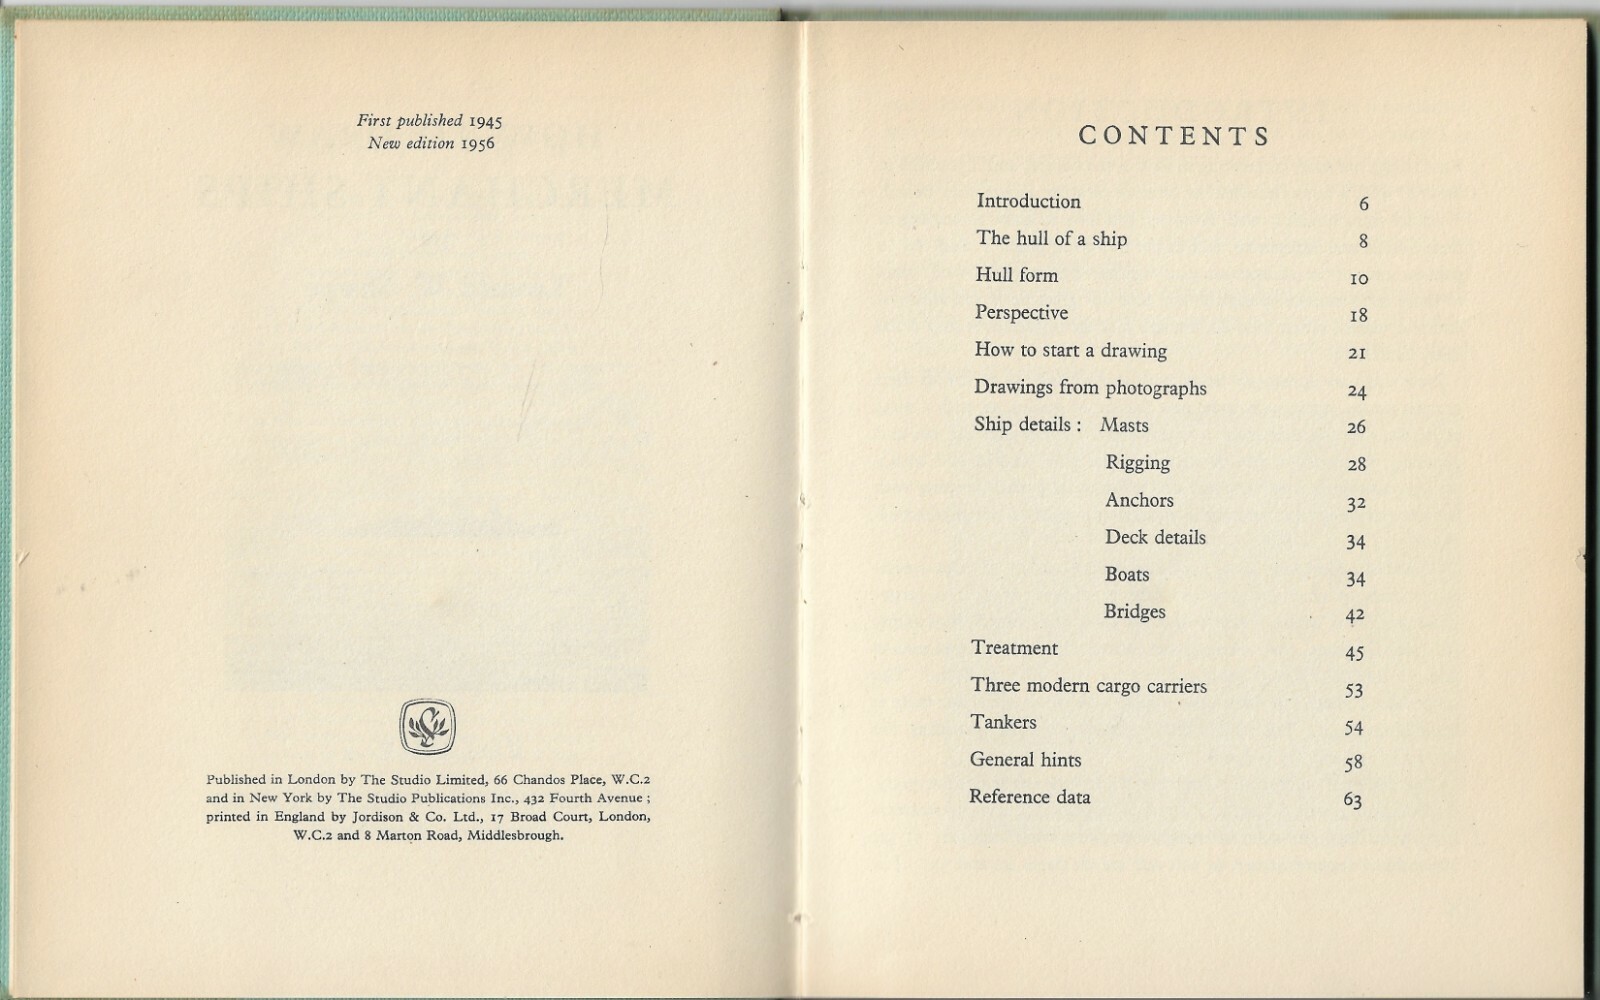 First published 1945
New edition 1956
Published in London by The Studio Limited, 66 Chandos Place, W.C.2
and in New York by The Studio Publications Inc., 432 Fourth Avenue ;
printed in England by Jordison & Co. Ltd., 17 Broad Court, London,
W.C.2 and 8 Marton Road, Middlesbrough.
CONTENTS
Introduction 6
The hull of a ship 8
Hull form 10
Perspective 18
How to start a drawing 21
Drawings from photographs 24
Ship details : Masts 26
Rigging 28
Anchors 32
Deck details 34
Boats 34
Bridges 42
Treatment 45
Three modern cargo carriers 53
Tankers 54
General hints 58
Reference data 63